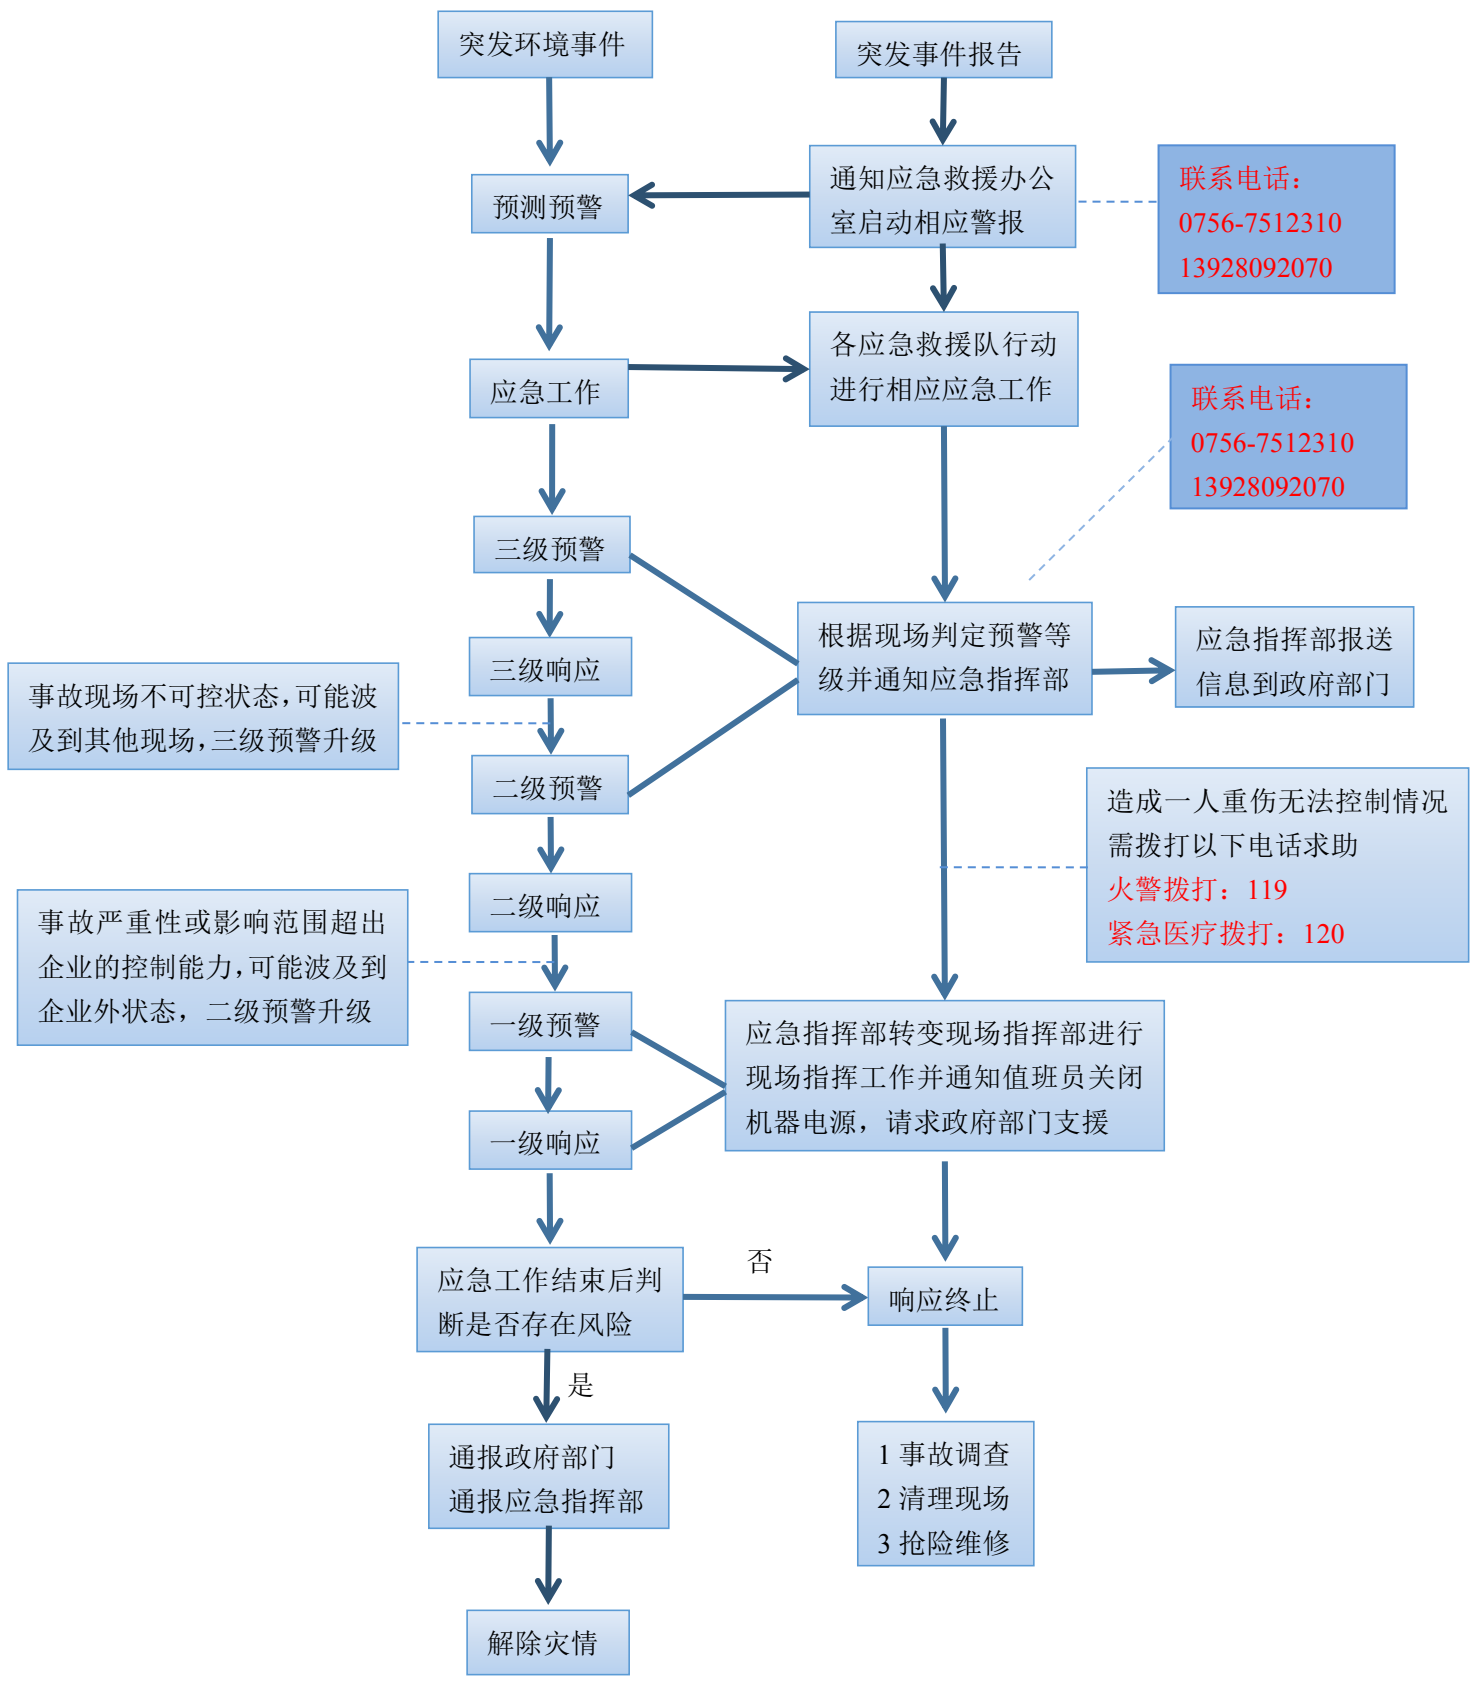 突发环境事件
突发事件报告
通知应急救援办公
室启动相应警报
联系电话：
0756-7512310
13928092070
预测预警
各应急救援队行动
进行相应应急工作
应急工作
联系电话：
0756-7512310
13928092070
三级预警
根据现场判定预警等
级并通知应急指挥部
应急指挥部报送
信息到政府部门
三级响应
事故现场不可控状态，可能波
及到其他现场，三级预警升级
二级预警
造成一人重伤无法控制情况
需拨打以下电话求助
火警拨打：119
紧急医疗拨打：120
二级响应
事故严重性或影响范围超出
企业的控制能力，可能波及到
企业外状态，二级预警升级
一级预警
应急指挥部转变现场指挥部进行
现场指挥工作并通知值班员关闭
机器电源，请求政府部门支援
一级响应
应急工作结束后判
断是否存在风险
否
响应终止
是
通报政府部门
通报应急指挥部
1 事故调查
2 清理现场
3 抢险维修
解除灾情